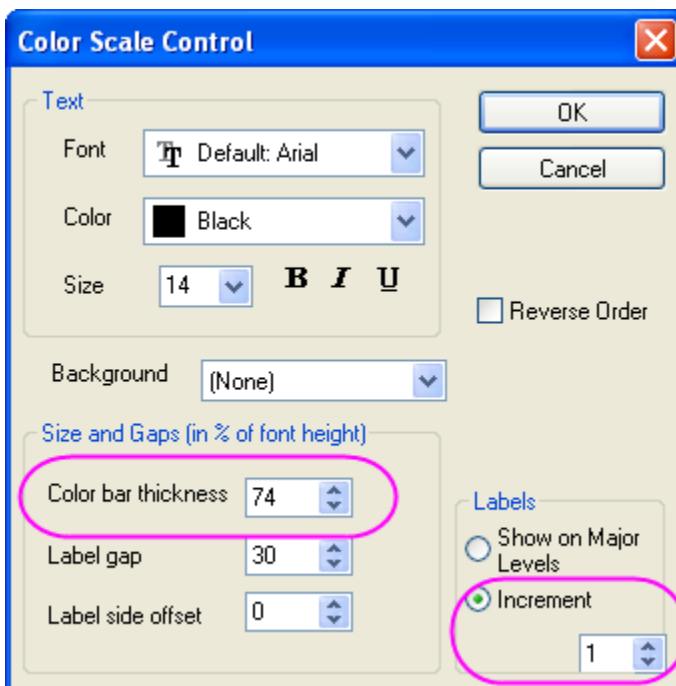 Color Scale Control
Text
Font
Default: Arial
Color
Black
Size
14
B I U
OK
Cancel
Reverse Order
Background
(None)
Size and Gaps (in % of font height)
Color bar thickness
74
Label gap
30
Label side offset
0
Labels
Show on Major
Levels
Increment
1